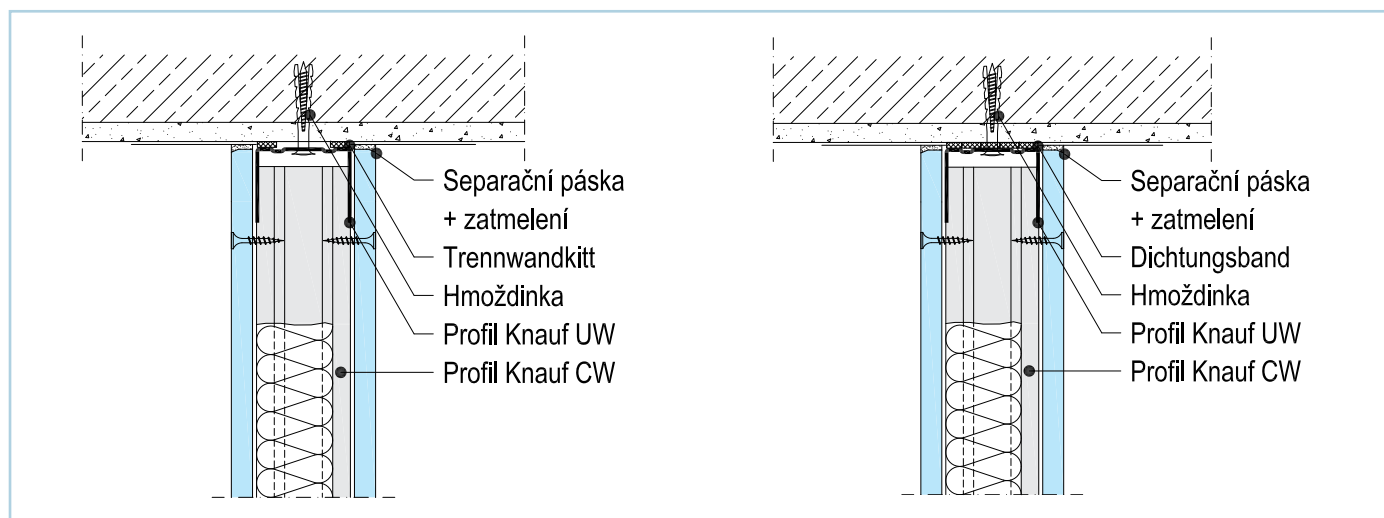 Separační páska
+ zatmelení
Trennwandkitt
Hmoždinka
Profil Knauf UW
Profil Knauf CW
Separační páska
+ zatmelení
Dichtungsband
Hmoždinka
Profil Knauf UW
Profil Knauf CW